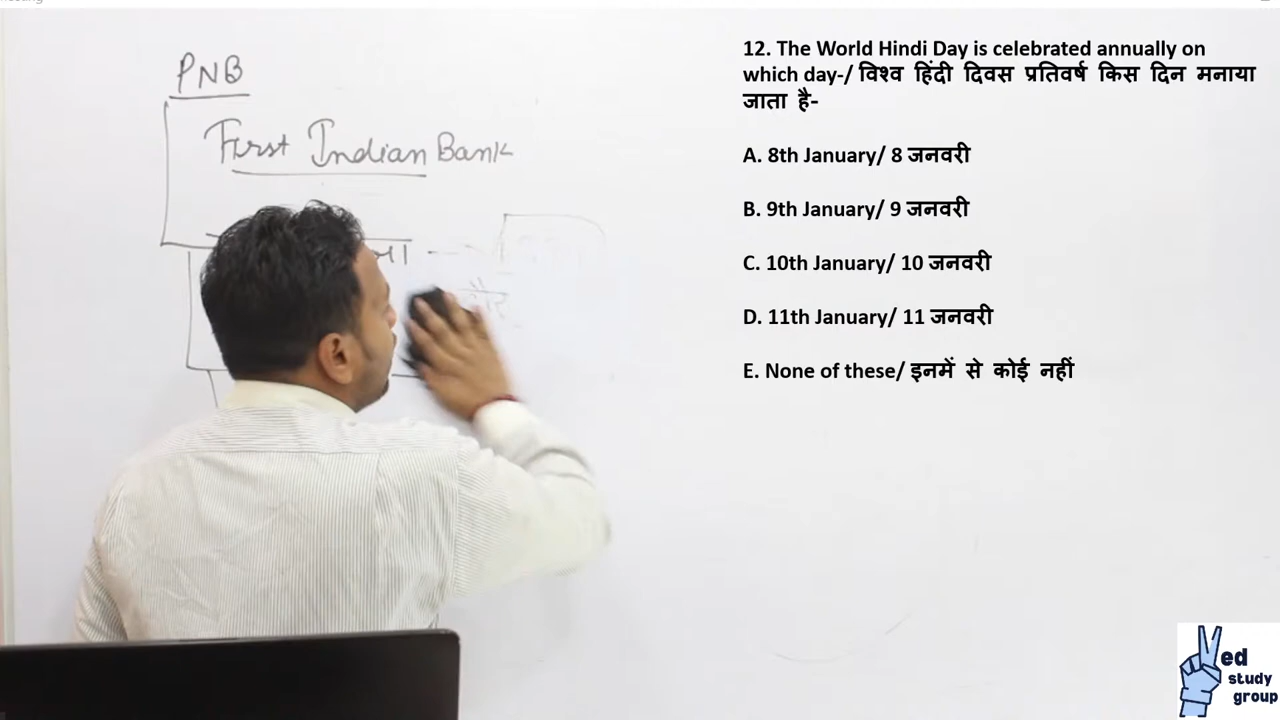 PNB
First Indian Bank
12. The World Hindi Day is celebrated annually on
which day-/ विश्व हिंदी दिवस प्रतिवर्ष किस दिन मनाया
जाता है-
A. 8th January/ 8 जनवरी
B. 9th January/ 9 जनवरी
C. 10th January/ 10 जनवरी
D. 11th January/ 11 जनवरी
E. None of these/ इनमें से कोई नहीं
ed
study
group